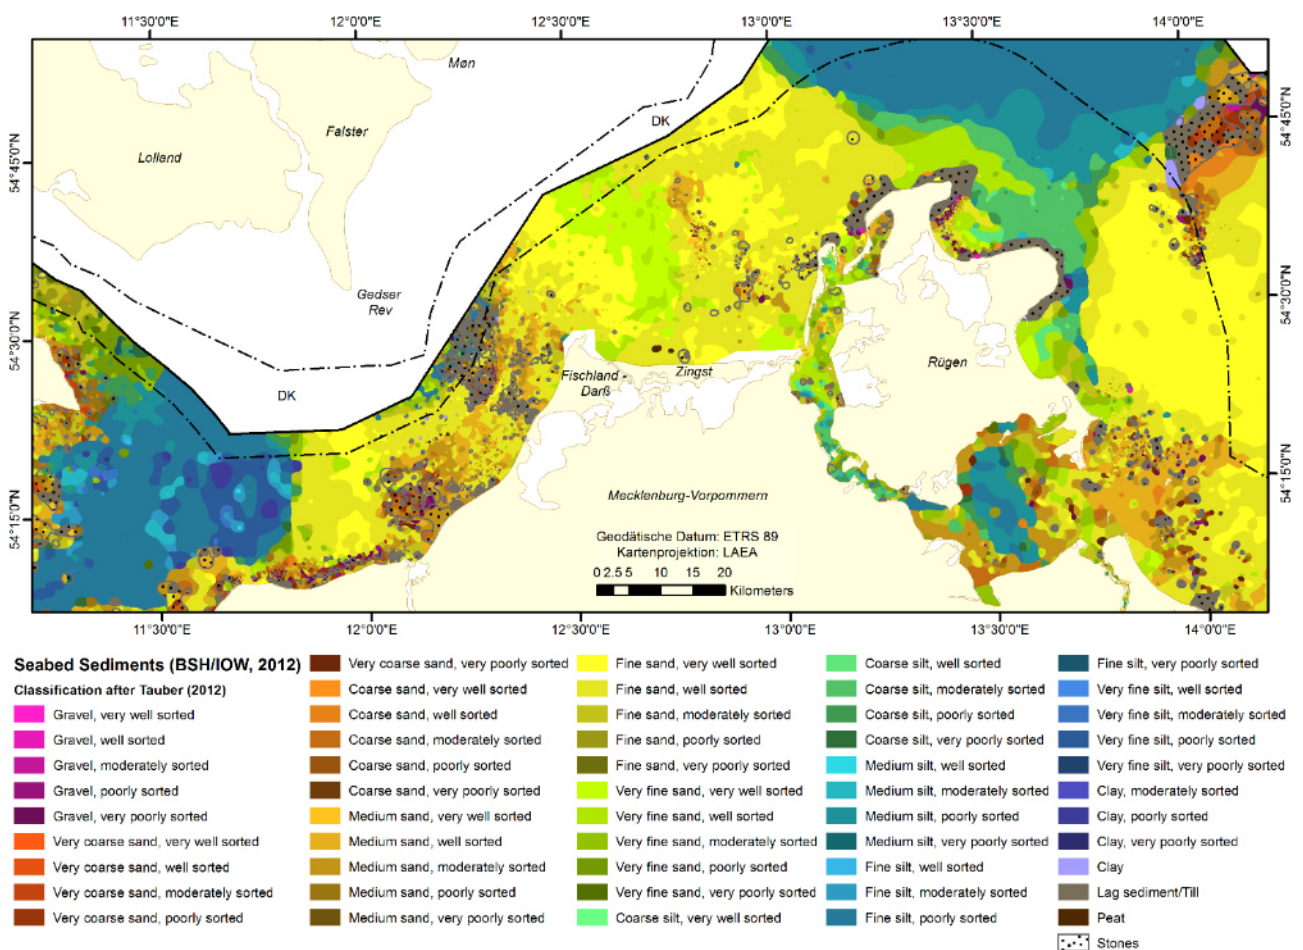 11°30'0"E 12°0'0"E 12°30'0"E 13°0'0"E 13°30'0"E 14°0'0"E
Møn
DK
Falster
Lolland
54°45'0"N
54°45'0"N
Gedser
Rev
54°30'0"N
54°30'0"N
Rügen
Fischland -
Darß
Zingst
DK
54°15'0"N
54°15'0"N
Mecklenburg-Vorpommern
Geodätische Datum: ETRS 89
Kartenprojektion: LAEA
0 2.5 5 10 15 20
Kilometers
11°30'0"E 12°0'0"E 12°30'0"E 13°0'0"E 13°30'0"E 14°0'0"E
Seabed Sediments (BSH/IOW, 2012)
Classification after Tauber (2012)
Gravel, very well sorted
Gravel, well sorted
Gravel, moderately sorted
Gravel, poorly sorted
Gravel, very poorly sorted
Very coarse sand, very well sorted
Very coarse sand, well sorted
Very coarse sand, moderately sorted
Very coarse sand, poorly sorted
Very coarse sand, very poorly sorted
Coarse sand, very well sorted
Coarse sand, well sorted
Coarse sand, moderately sorted
Coarse sand, poorly sorted
Coarse sand, very poorly sorted
Medium sand, very well sorted
Medium sand, well sorted
Medium sand, moderately sorted
Medium sand, poorly sorted
Medium sand, very poorly sorted
Fine sand, very well sorted
Fine sand, well sorted
Fine sand, moderately sorted
Fine sand, poorly sorted
Fine sand, very poorly sorted
Very fine sand, very well sorted
Very fine sand, well sorted
Very fine sand, moderately sorted
Very fine sand, poorly sorted
Very fine sand, very poorly sorted
Coarse silt, very well sorted
Coarse silt, well sorted
Coarse silt, moderately sorted
Coarse silt, poorly sorted
Coarse silt, very poorly sorted
Medium silt, well sorted
Medium silt, moderately sorted
Medium silt, poorly sorted
Medium silt, very poorly sorted
Fine silt, well sorted
Fine silt, moderately sorted
Fine silt, poorly sorted
Fine silt, very poorly sorted
Very fine silt, well sorted
Very fine silt, moderately sorted
Very fine silt, poorly sorted
Very fine silt, very poorly sorted
Clay, moderately sorted
Clay, poorly sorted
Clay, very poorly sorted
Clay
Lag sediment/Till
Peat
Stones